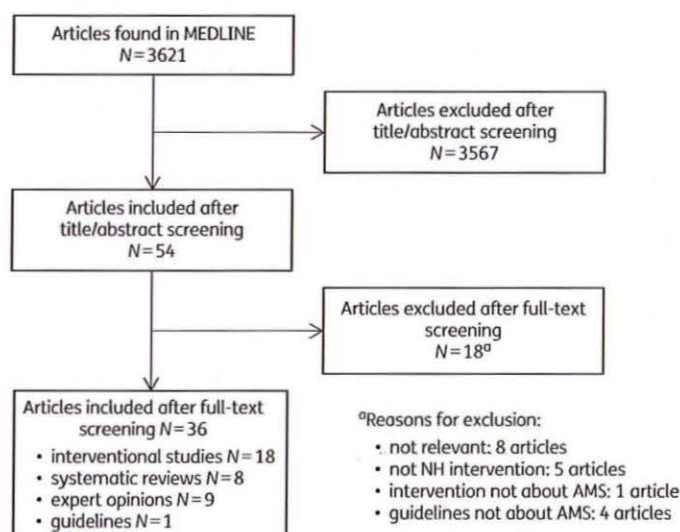 Articles found in MEDLINE
N=3621
Articles excluded after
title/abstract screening
N=3567
Articles included after
title/abstract screening
N=54
Articles excluded after full-text
screening
N=18ᵃ
Articles included after full-text
screening N=36
• interventional studies N=18
• systematic reviews N=8
• expert opinions N=9
• guidelines N=1
ᵃReasons for exclusion:
• not relevant: 8 articles
• not NH intervention: 5 articles
• intervention not about AMS: 1 article
• guidelines not about AMS: 4 articles